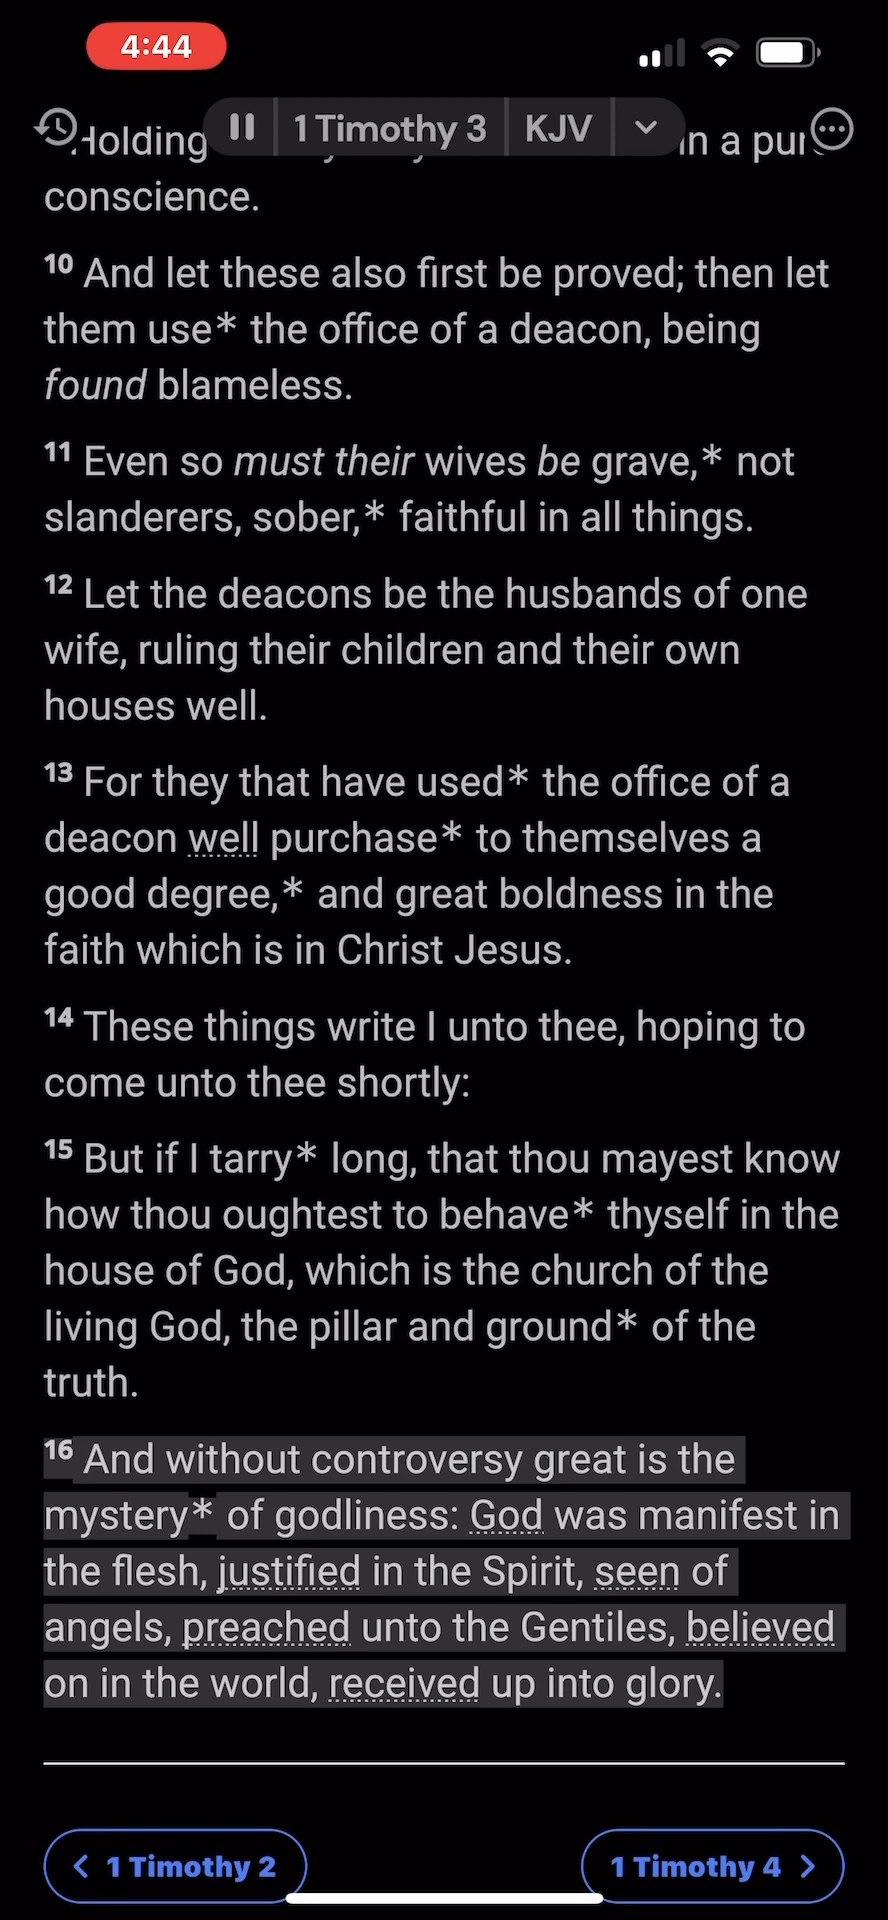 4:44
1 Timothy 3 KJV
Holding in a
conscience.
10 And let these also first be proved; then let
them use* the office of a deacon, being
found blameless.
11 Even so must their wives be grave,* not
slanderers, sober,* faithful in all things.
12 Let the deacons be the husbands of one
wife, ruling their children and their own
houses well.
13 For they that have used* the office of a
deacon well purchase* to themselves a
good degree,* and great boldness in the
faith which is in Christ Jesus.
14 These things write I unto thee, hoping to
come unto thee shortly:
15 But if I tarry* long, that thou mayest know
how thou oughtest to behave* thyself in the
house of God, which is the church of the
living God, the pillar and ground* of the
truth.
16 And without controversy great is the
mystery* of godliness: God was manifest in
the flesh, justified in the Spirit, seen of
angels, preached unto the Gentiles, believed
on in the world, received up into glory.
1 Timothy 2
1 Timothy 4